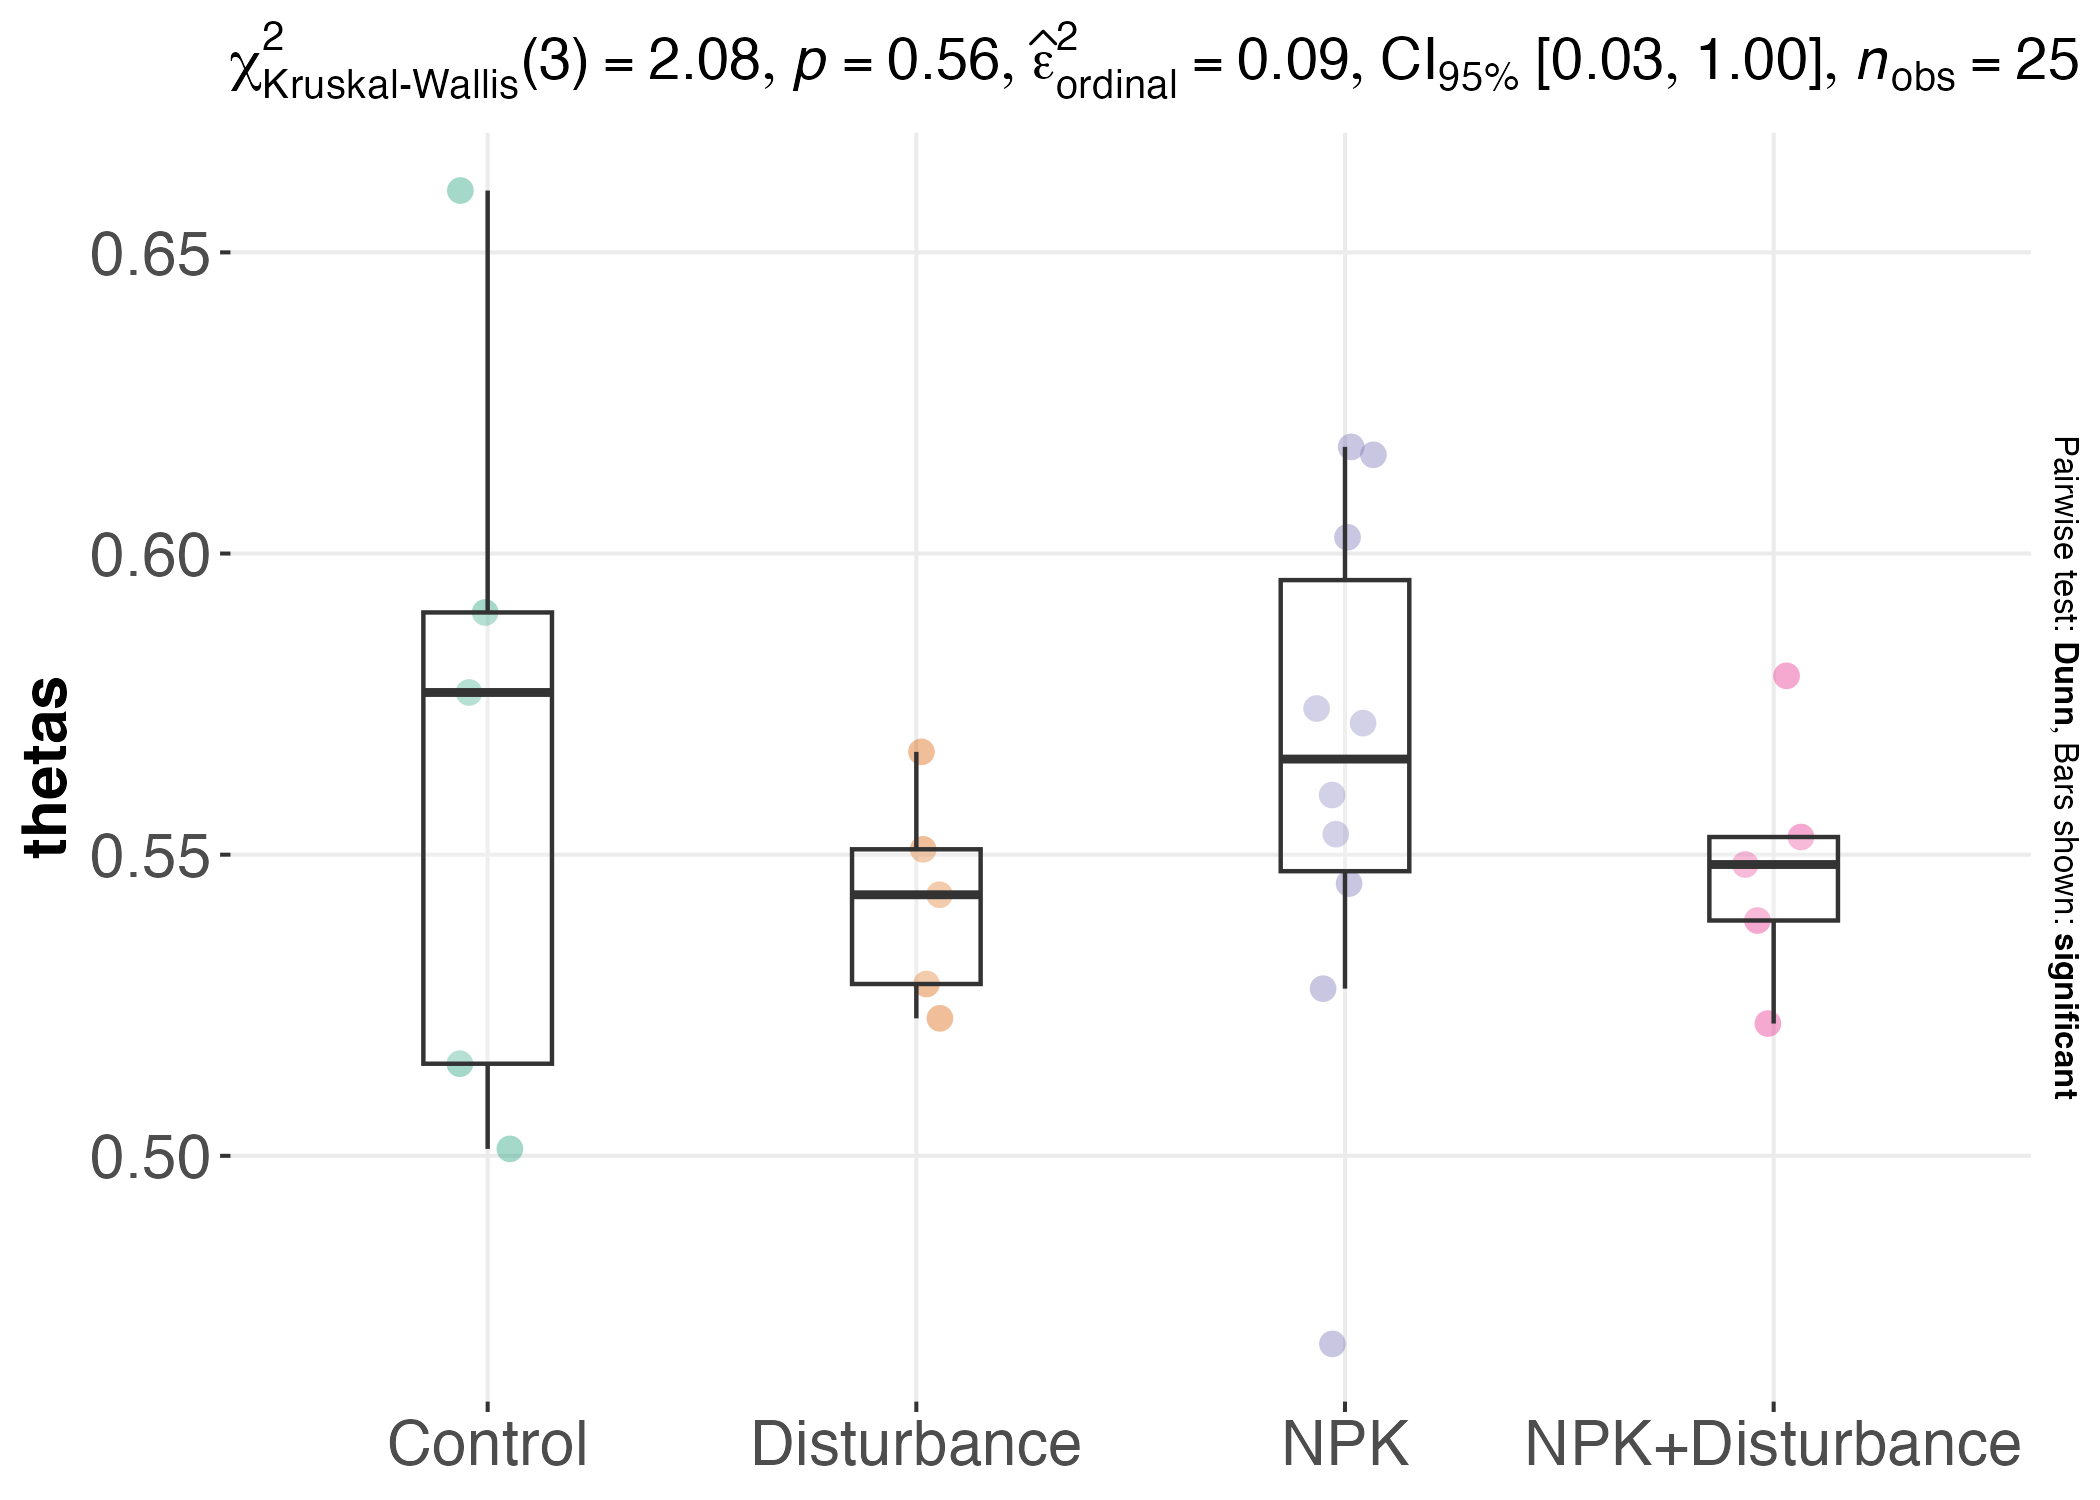 χ²Kruskal-Wallis(3) = 2.08, p = 0.56, ε̂²ordinal = 0.09, CI95% [0.03, 1.00], nobs = 25
thetas
0.65
0.60
0.55
0.50
Control Disturbance NPK NPK+Disturbance
Pairwise test: Dunn, Bars shown: significant